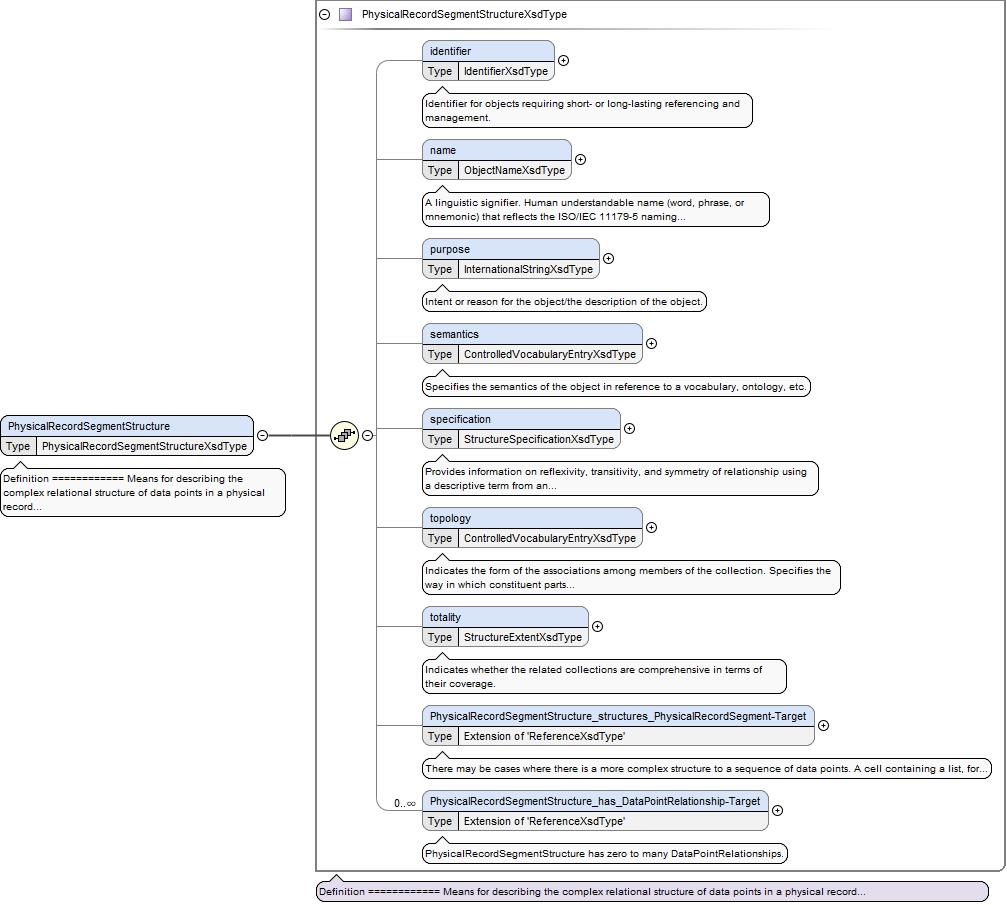 PhysicalRecordSegmentStructureXsdType
identifier
Type IdentifierXsdType
Identifier for objects requiring short- or long-lasting referencing and
management.
name
Type ObjectNameXsdType
A linguistic signifier. Human understandable name (word, phrase, or
mnemonic) that reflects the ISO/IEC 11179-5 naming...
purpose
Type InternationalStringXsdType
Intent or reason for the object/the description of the object.
semantics
Type ControlledVocabularyEntryXsdType
Specifies the semantics of the object in reference to a vocabulary, ontology, etc.
PhysicalRecordSegmentStructure
Type PhysicalRecordSegmentStructureXsdType
Definition ============ Means for describing the
complex relational structure of data points in a physical
record...
specification
Type StructureSpecificationXsdType
Provides information on reflexivity, transitivity, and symmetry of relationship using
a descriptive term from an...
topology
Type ControlledVocabularyEntryXsdType
Indicates the form of the associations among members of the collection. Specifies the
way in which constituent parts...
totality
Type StructureExtentXsdType
Indicates whether the related collections are comprehensive in terms of
their coverage.
PhysicalRecordSegmentStructure_structures_PhysicalRecordSegment-Target
Type Extension of 'ReferenceXsdType'
There may be cases where there is a more complex structure to a sequence of data points. A cell containing a list, for...
0..∞
PhysicalRecordSegmentStructure_has_DataPointRelationship-Target
Type Extension of 'ReferenceXsdType'
PhysicalRecordSegmentStructure has zero to many DataPointRelationships.
Definition ============ Means for describing the complex relational structure of data points in a physical record...